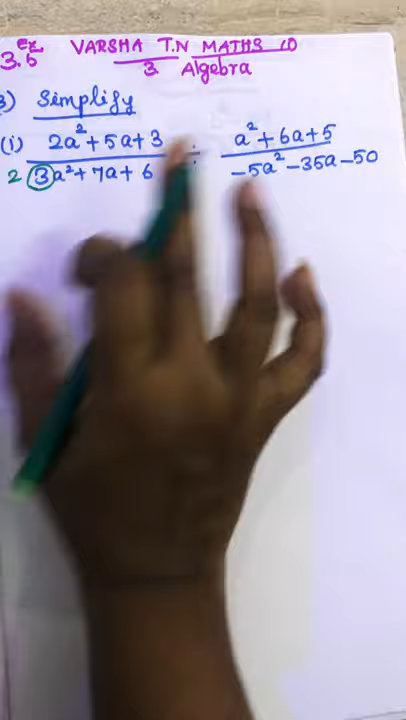 Ex 3.5 VARSHA T.N MATHS 10
3 Algebra
3) Simplify
(i) 2a²+5a+3 ÷ a²+6a+5
2 3a²+7a+6 -5a²-35a-50